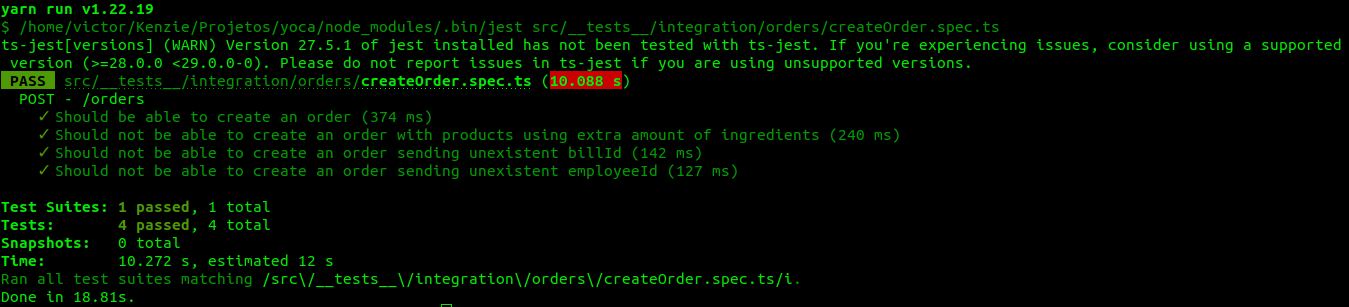 yarn run v1.22.19
$ /home/victor/Kenzie/Projetos/yoca/node_modules/.bin/jest src/__tests__/integration/orders/createOrder.spec.ts
ts-jest[versions] (WARN) Version 27.5.1 of jest installed has not been tested with ts-jest. If you're experiencing issues, consider using a supported
 version (>=28.0.0 <29.0.0-0). Please do not report issues in ts-jest if you are using unsupported versions.
 PASS  src/__tests__/integration/orders/createOrder.spec.ts (10.088 s)
  POST - /orders
    ✓ Should be able to create an order (374 ms)
    ✓ Should not be able to create an order with products using extra amount of ingredients (240 ms)
    ✓ Should not be able to create an order sending unexistent billId (142 ms)
    ✓ Should not be able to create an order sending unexistent employeeId (127 ms)
Test Suites: 1 passed, 1 total
Tests:       4 passed, 4 total
Snapshots:   0 total
Time:        10.272 s, estimated 12 s
Ran all test suites matching /src\/__tests__\/integration\/orders\/createOrder.spec.ts/i.
Done in 18.81s.